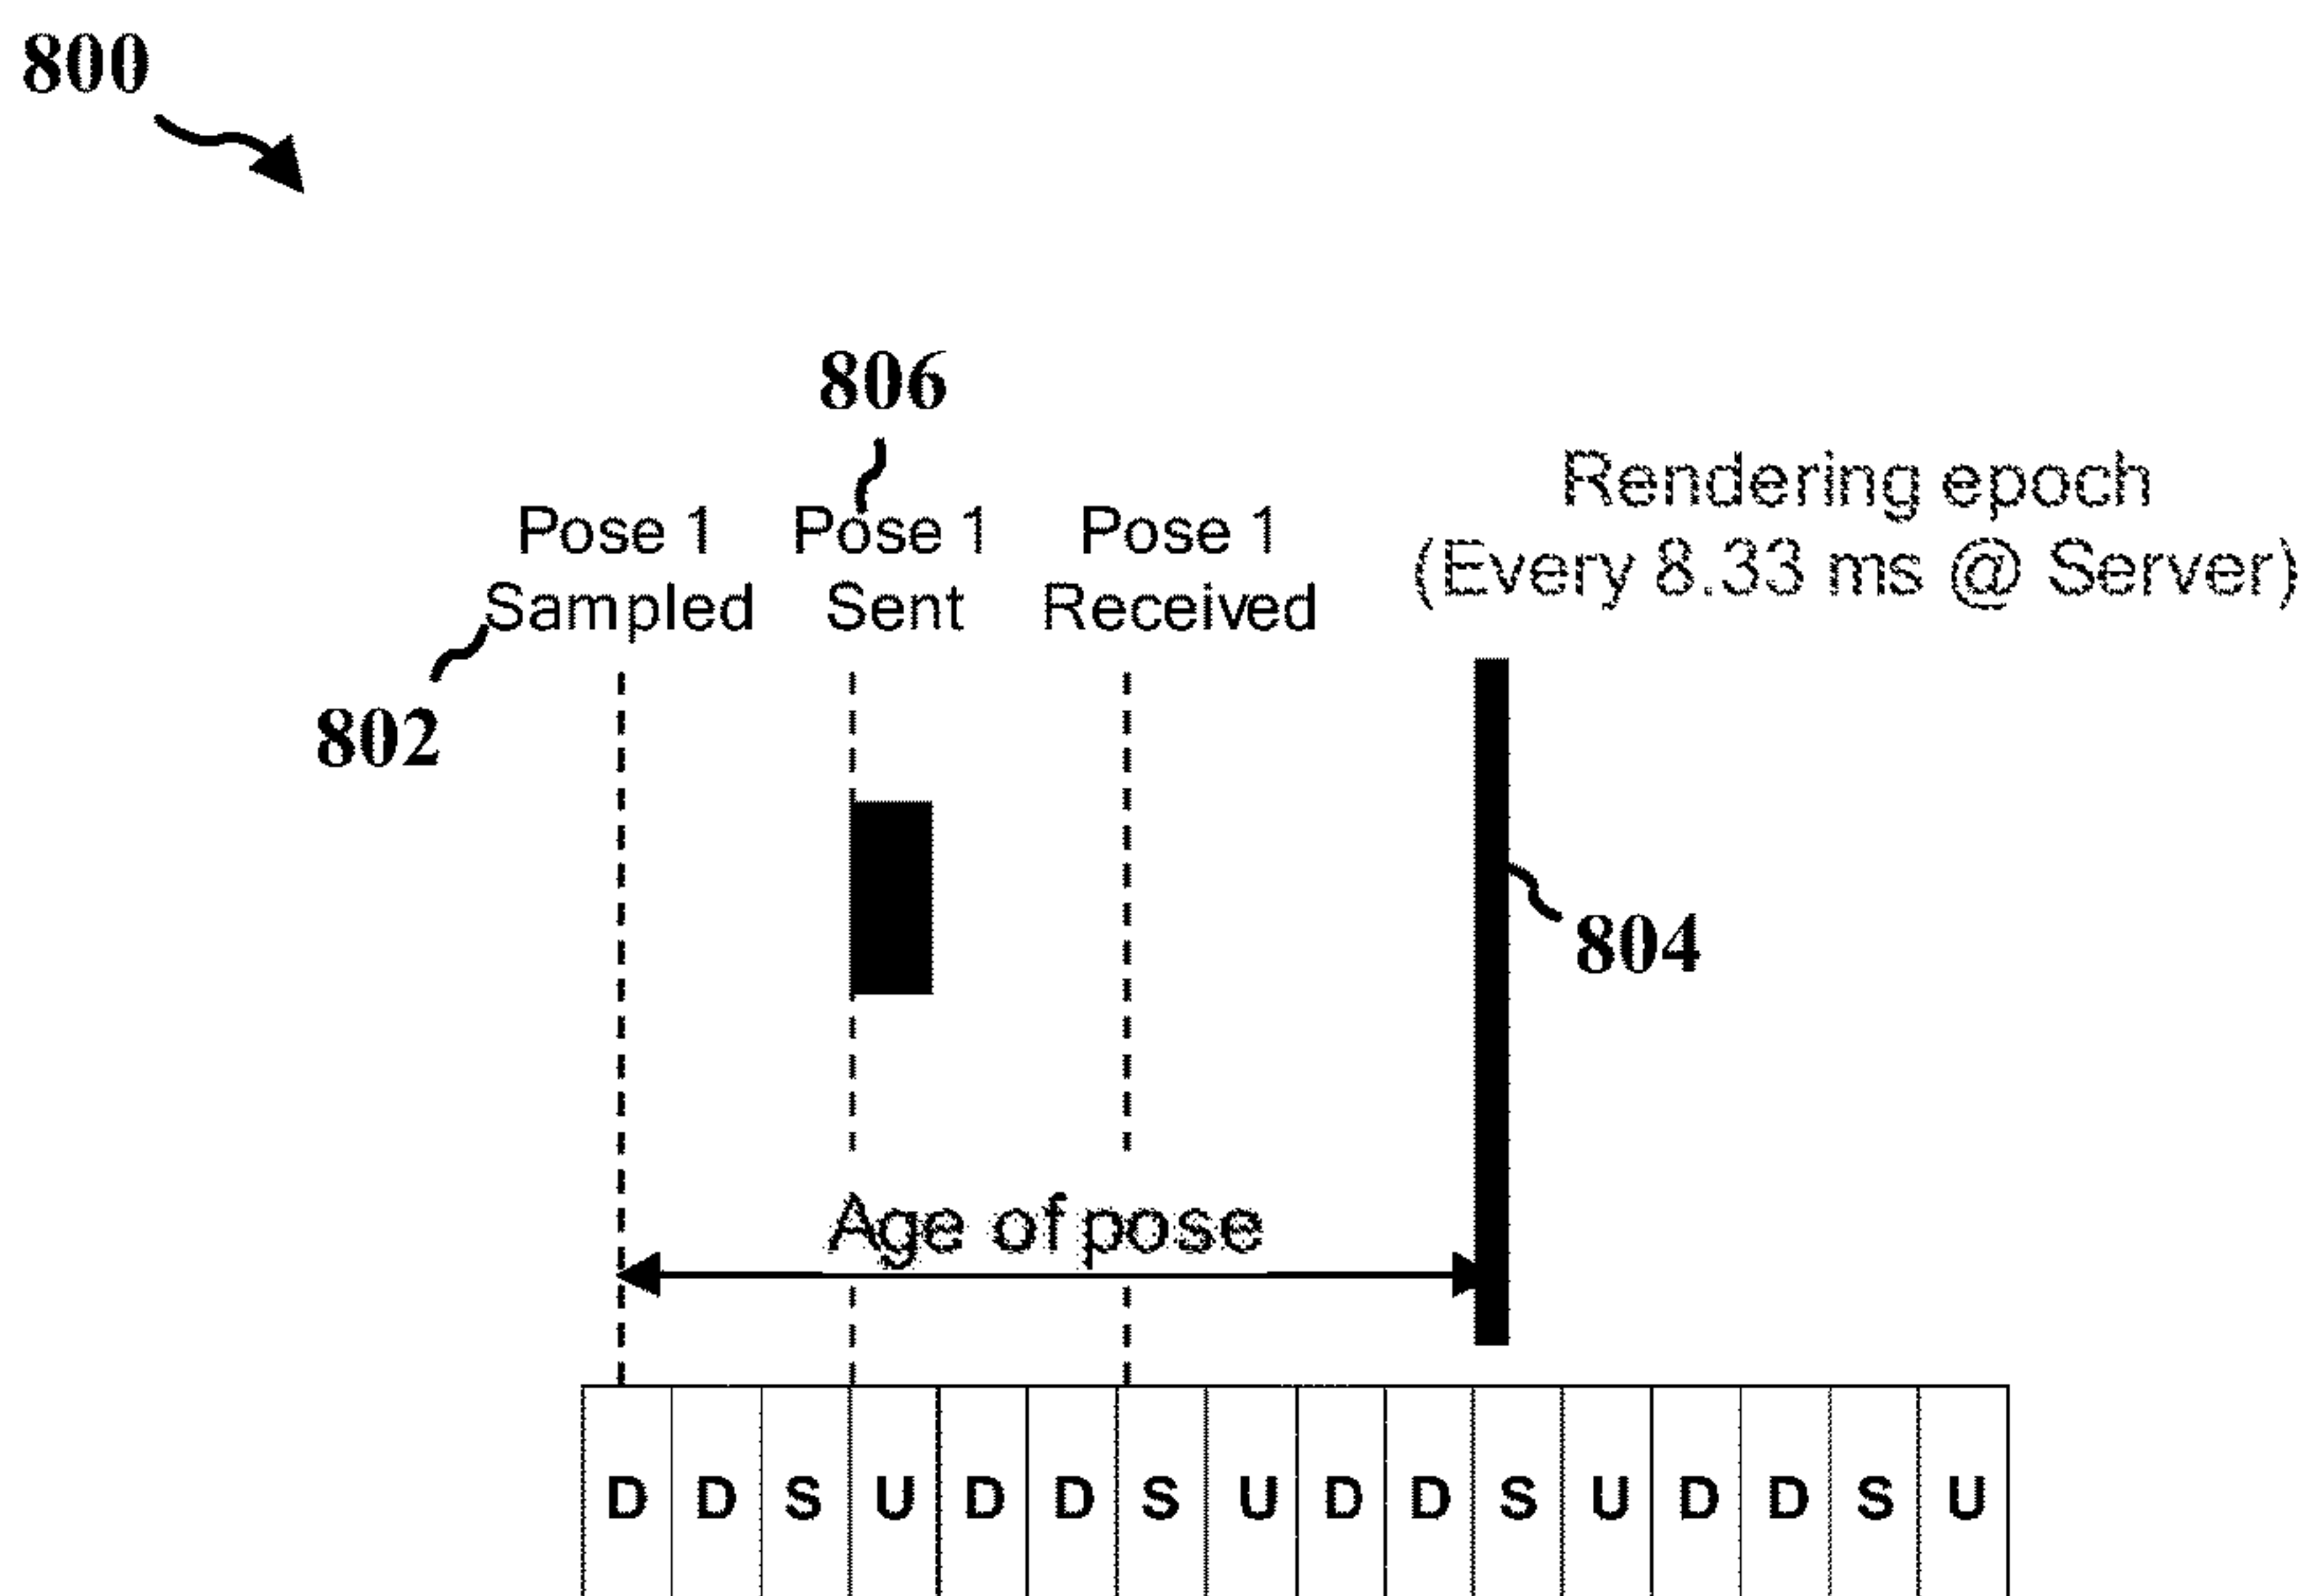 800
806
Rendering epoch
(Every 8.33 ms @ Server)
Pose 1 Pose 1 Pose 1
Sampled Sent Received
802
804
Age of pose
D D S U D D S U D D S U D D S U